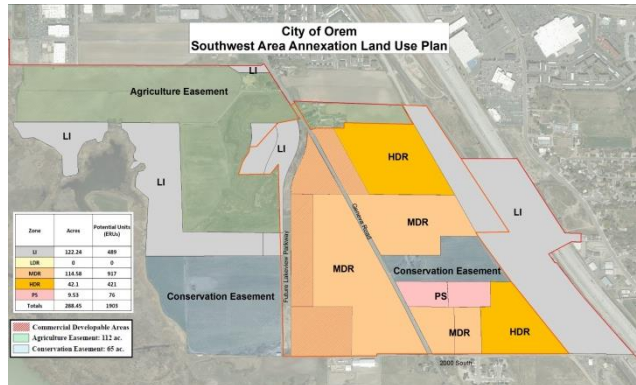 City of Orem
Southwest Area Annexation Land Use Plan
LI
Agriculture Easement
LI
LI
LI
HDR
LI
MDR
Geneva Road
MDR
Conservation Easement
Conservation Easement
Future Lakeview Parkway
PS
MDR
HDR
2000 South
Zone Acres Potential Units (ERUs)
LI 122.24 489
LDR 0 0
MDR 114.58 917
HDR 42.1 421
PS 9.53 76
Totals 288.45 1903
Commercial Developable Areas
Agriculture Easement: 112 ac.
Conservation Easement: 65 ac.